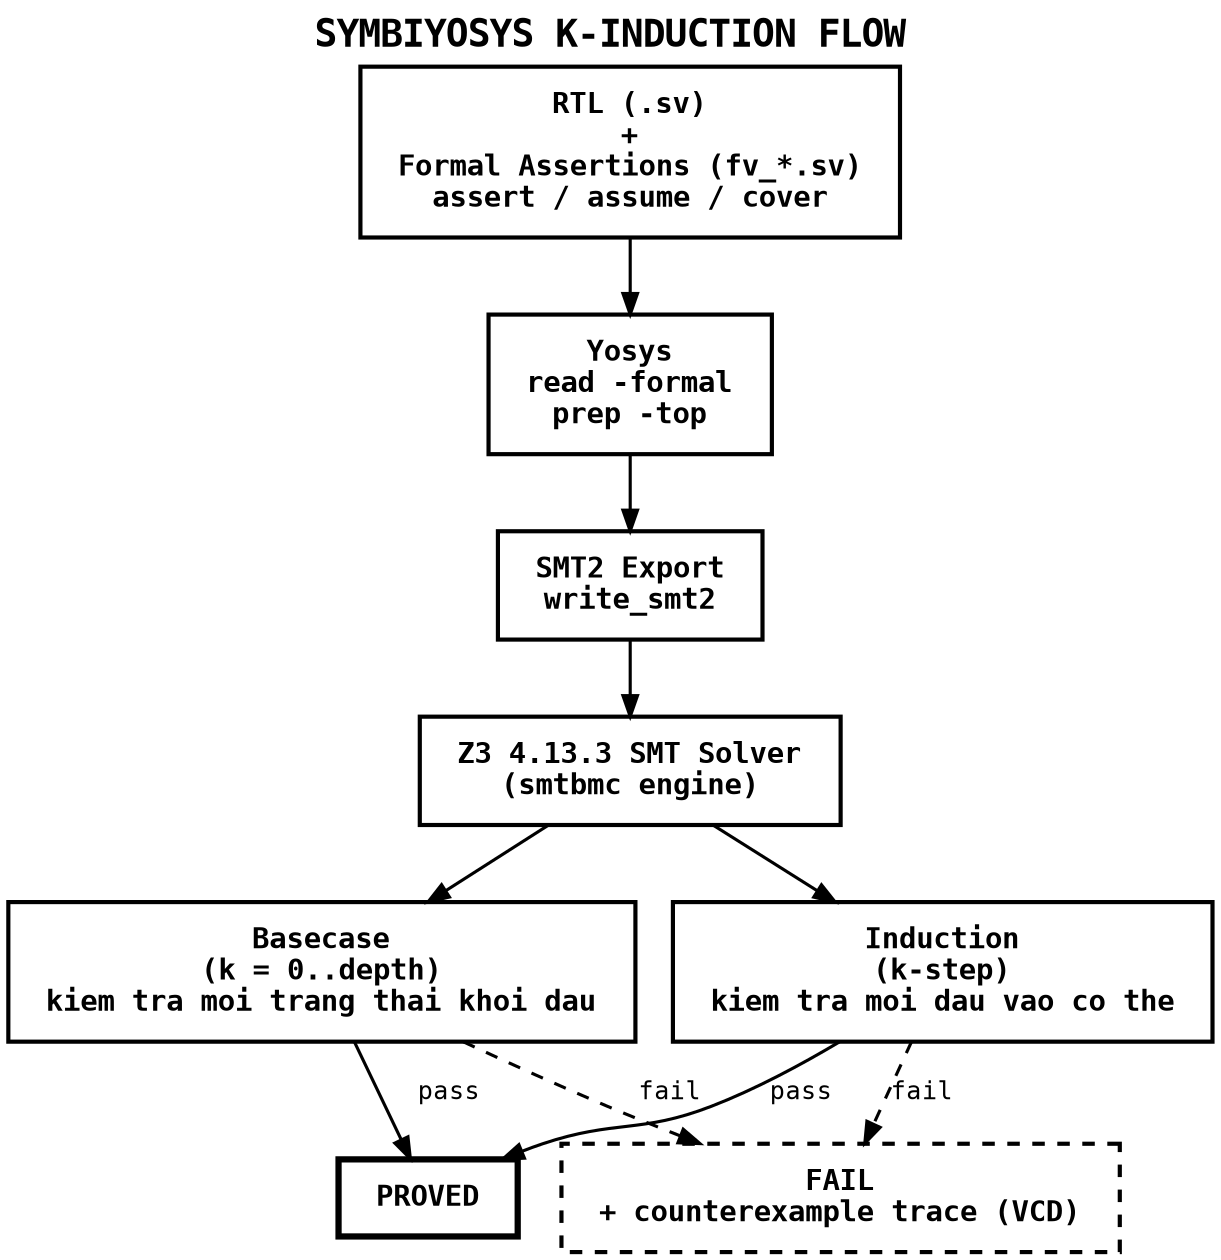 SYMBIYOSYS K-INDUCTION FLOW
RTL (.sv)
+
Formal Assertions (fv_*.sv)
assert / assume / cover
Yosys
read -formal
prep -top
SMT2 Export
write_smt2
Z3 4.13.3 SMT Solver
(smtbmc engine)
Basecase
(k = 0..depth)
kiem tra moi trang thai khoi dau
Induction
(k-step)
kiem tra moi dau vao co the
pass
fail
pass
fail
PROVED
FAIL
+ counterexample trace (VCD)